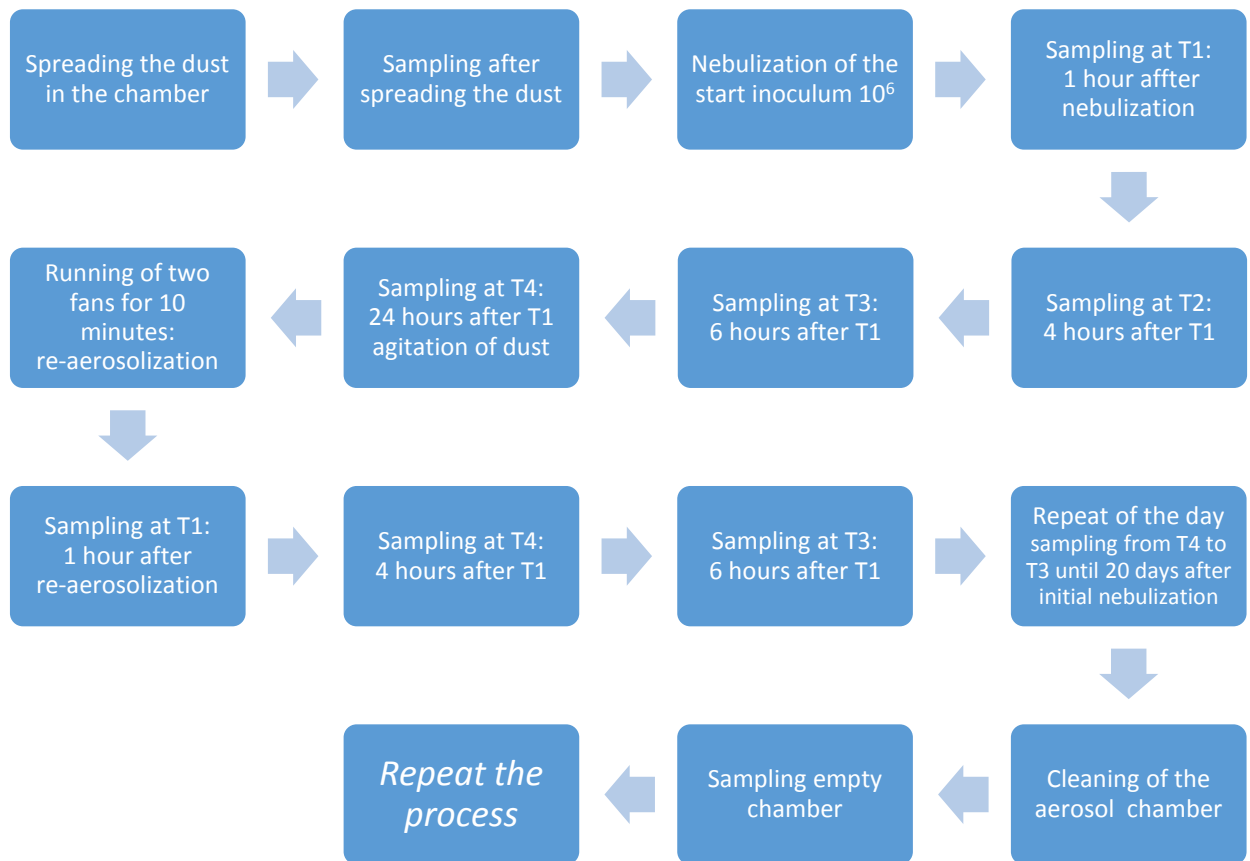 Spreading the dust
in the chamber
Sampling after
spreading the dust
Nebulization of the
start inoculum 10⁶
Sampling at T1:
1 hour affter
nebulization
Sampling at T2:
4 hours after T1
Sampling at T3:
6 hours after T1
Sampling at T4:
24 hours after T1
agitation of dust
Running of two
fans for 10
minutes:
re-aerosolization
Sampling at T1:
1 hour after
re-aerosolization
Sampling at T4:
4 hours after T1
Sampling at T3:
6 hours after T1
Repeat of the day
sampling from T4 to
T3 until 20 days after
initial nebulization
Cleaning of the
aerosol chamber
Sampling empty
chamber
Repeat the
process